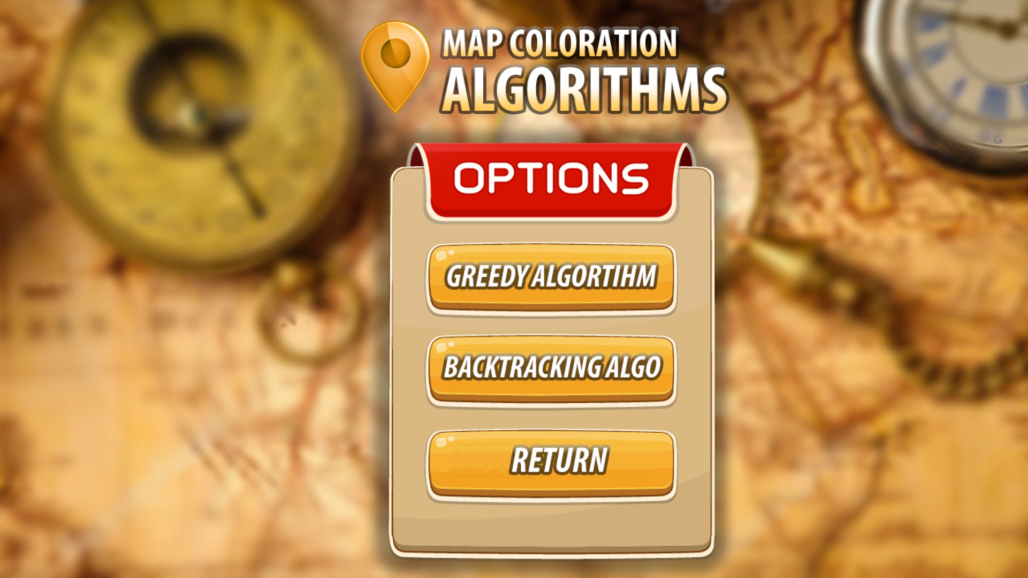 MAP COLORATION
ALGORITHMS
OPTIONS
GREEDY ALGORTIHM
BACKTRACKING ALGO
RETURN